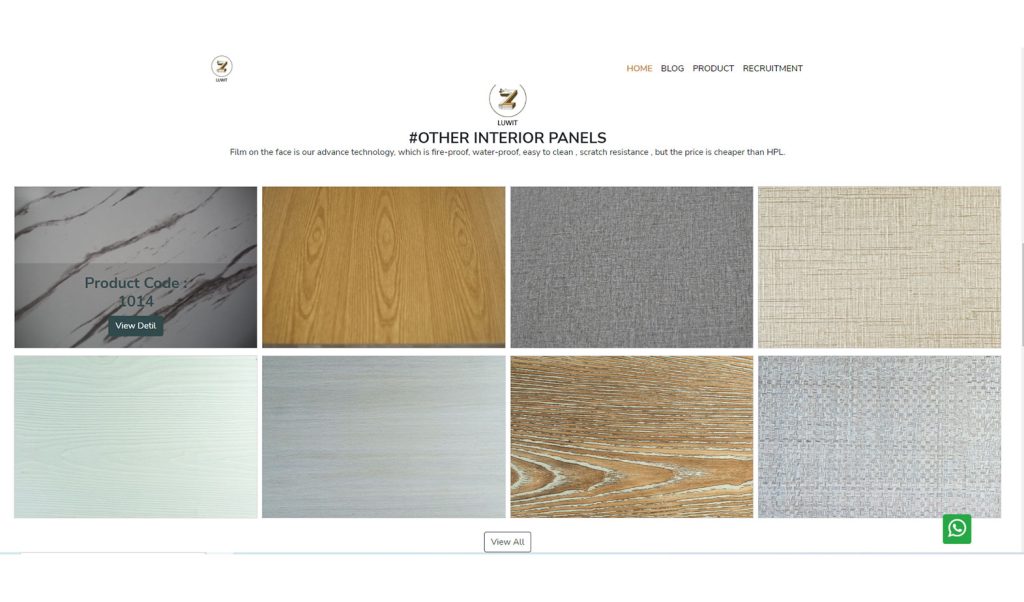 LUWIT
HOME BLOG PRODUCT RECRUITMENT
LUWIT
#OTHER INTERIOR PANELS
Film on the face is our advance technology, which is fire-proof, water-proof, easy to clean , scratch resistance , but the price is cheaper than HPL.
Product Code :
1014
View Detil
View All